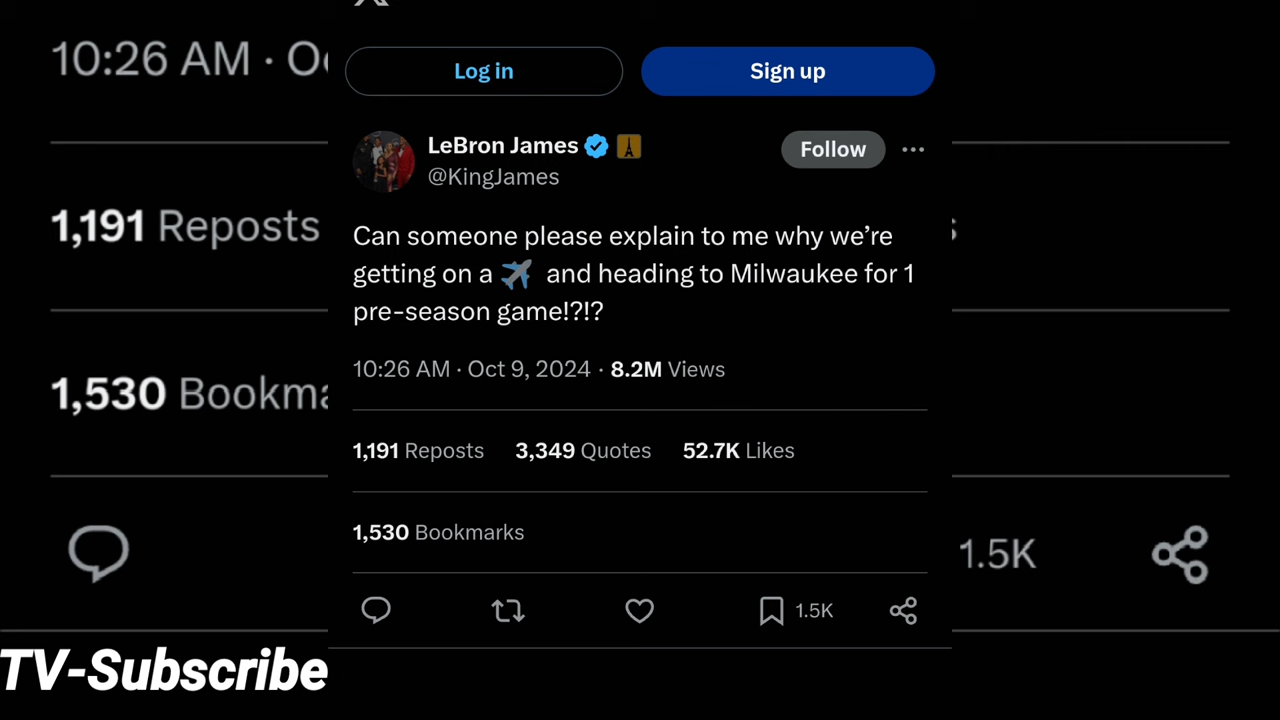 Log in
Sign up
LeBron James
Follow
@KingJames
Can someone please explain to me why we’re
getting on a ✈️ and heading to Milwaukee for 1
pre-season game!?!?
10:26 AM · Oct 9, 2024 · 8.2M Views
1,191 Reposts 3,349 Quotes 52.7K Likes
1,530 Bookmarks
1.5K
10:26 AM · Oc
1,191 Reposts
s
1,530 Bookma
1.5K
TV-Subscribe